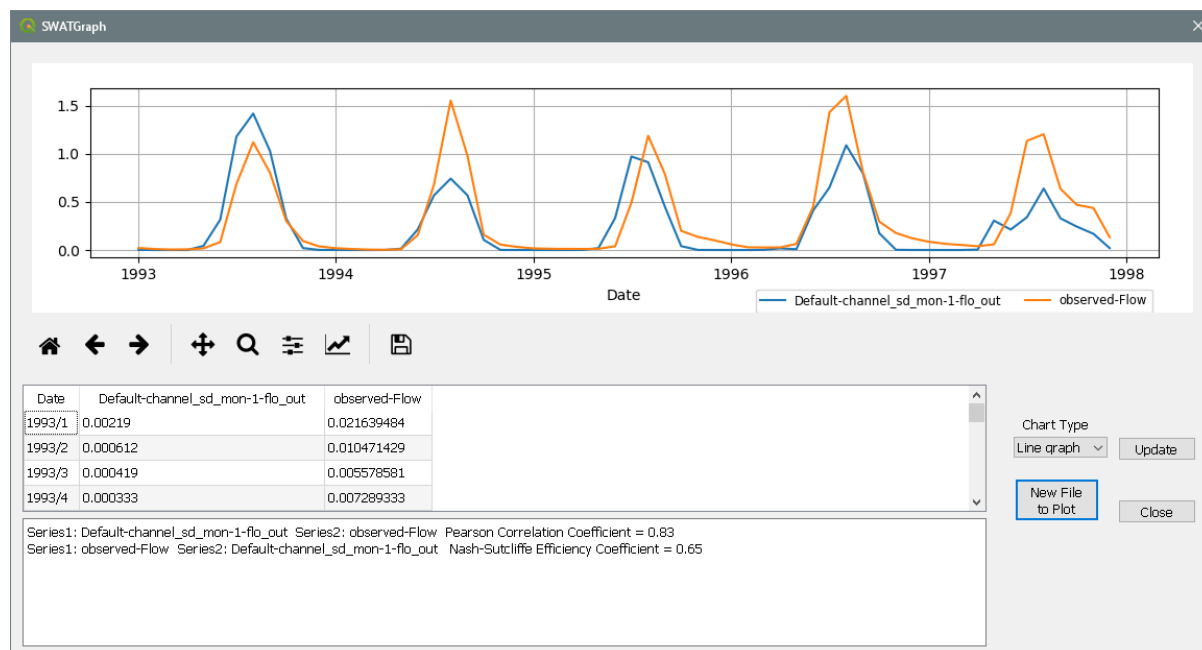 SWATGraph
1.5
1.0
0.5
0.0
1993 1994 1995 1996 1997 1998
Date
Default-channel_sd_mon-1-flo_out observed-Flow
Date Default-channel_sd_mon-1-flo_out observed-Flow
1993/1 0.00219 0.021639484
1993/2 0.000612 0.010471429
1993/3 0.000419 0.005578581
1993/4 0.000333 0.007289333
Chart Type
Line graph Update
New File
to Plot
Close
Series1: Default-channel_sd_mon-1-flo_out Series2: observed-Flow Pearson Correlation Coefficient = 0.83
Series1: observed-Flow Series2: Default-channel_sd_mon-1-flo_out Nash-Sutcliffe Efficiency Coefficient = 0.65